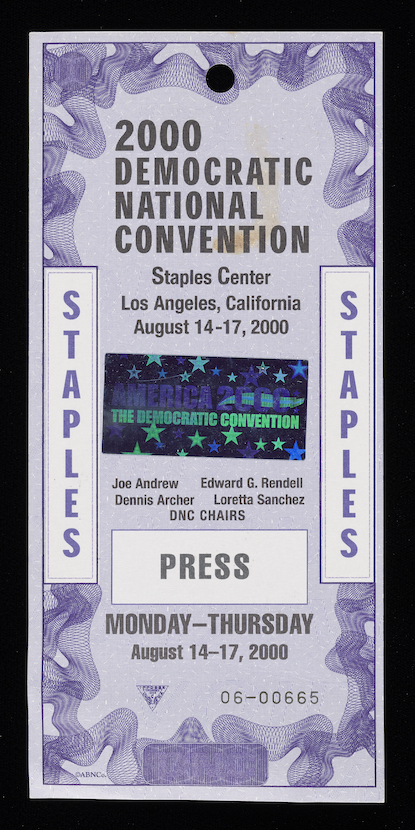 2000
DEMOCRATIC
NATIONAL
CONVENTION
Staples Center
Los Angeles, California
August 14-17, 2000
STAPLES
STAPLES
AMERICA 2000
THE DEMOCRATIC CONVENTION
Joe Andrew Edward G. Rendell
Dennis Archer Loretta Sanchez
DNC CHAIRS
PRESS
MONDAY–THURSDAY
August 14–17, 2000
06-00665
©ABNCo.